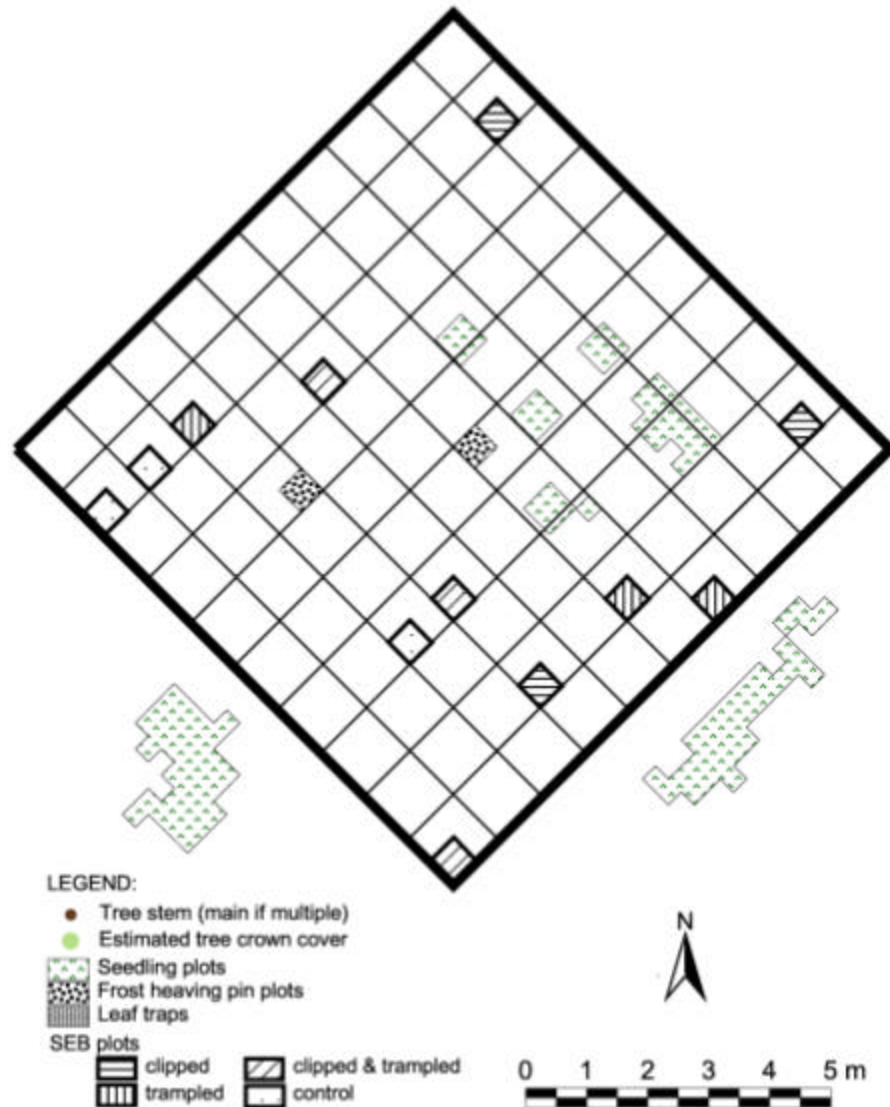 LEGEND:
Tree stem (main if multiple)
Estimated tree crown cover
Seedling plots
Frost heaving pin plots
Leaf traps
SEB plots
clipped clipped & trampled
trampled control
N
0 1 2 3 4 5 m